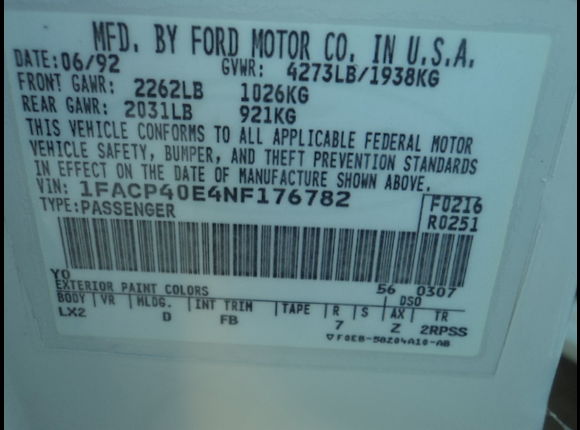 MFD. BY FORD MOTOR CO. IN U.S.A.
DATE: 06/92 GVWR: 4273LB/1938KG
FRONT GAWR: 2262LB 1026KG
REAR GAWR: 2031LB 921KG
THIS VEHICLE CONFORMS TO ALL APPLICABLE FEDERAL MOTOR
VEHICLE SAFETY, BUMPER, AND THEFT PREVENTION STANDARDS
IN EFFECT ON THE DATE OF MANUFACTURE SHOWN ABOVE.
VIN: 1FACP40E4NF176782 F0216
TYPE: PASSENGER R0251
YO 56 0307
EXTERIOR PAINT COLORS DSO
BODY VR MLDG. INT TRIM TAPE R S AX TR
LX2 D FB 7 Z 2RPSS
F0EB-58204A10-AB